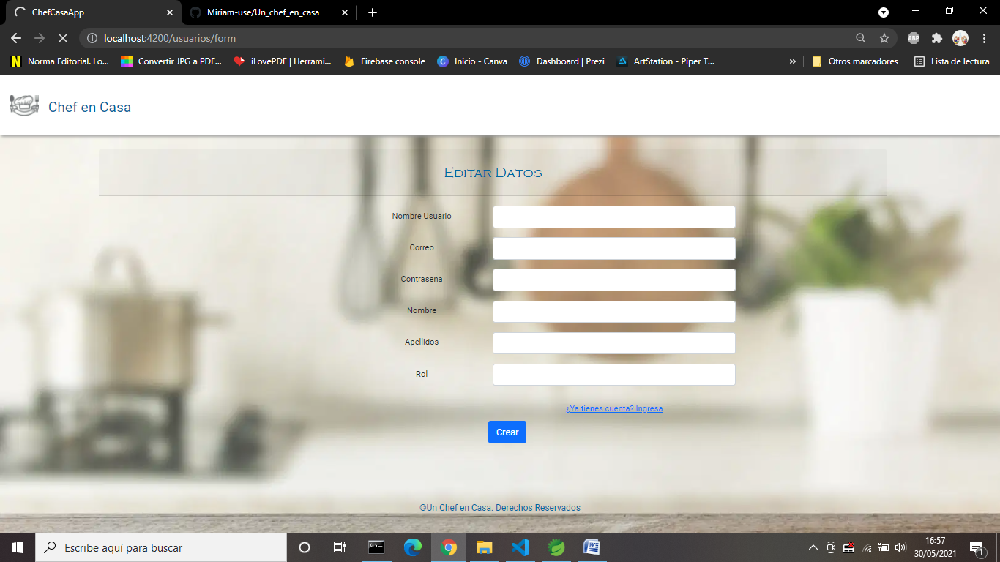 ChefCasaApp
Miriam-use/Un_chef_en_casa
localhost:4200/usuarios/form
ABP
N Norma Editorial. Lo...
Convertir JPG a PDF...
iLovePDF | Herrami...
Firebase console
C Inicio - Canva
Dashboard | Prezi
ArtStation - Piper T...
»
Otros marcadores
Lista de lectura
Chef en Casa
Editar Datos
Nombre Usuario
Correo
Contrasena
Nombre
Apellidos
Rol
¿Ya tienes cuenta? Ingresa
Crear
©Un Chef en Casa. Derechos Reservados
Escribe aquí para buscar
16:57
30/05/2021
1